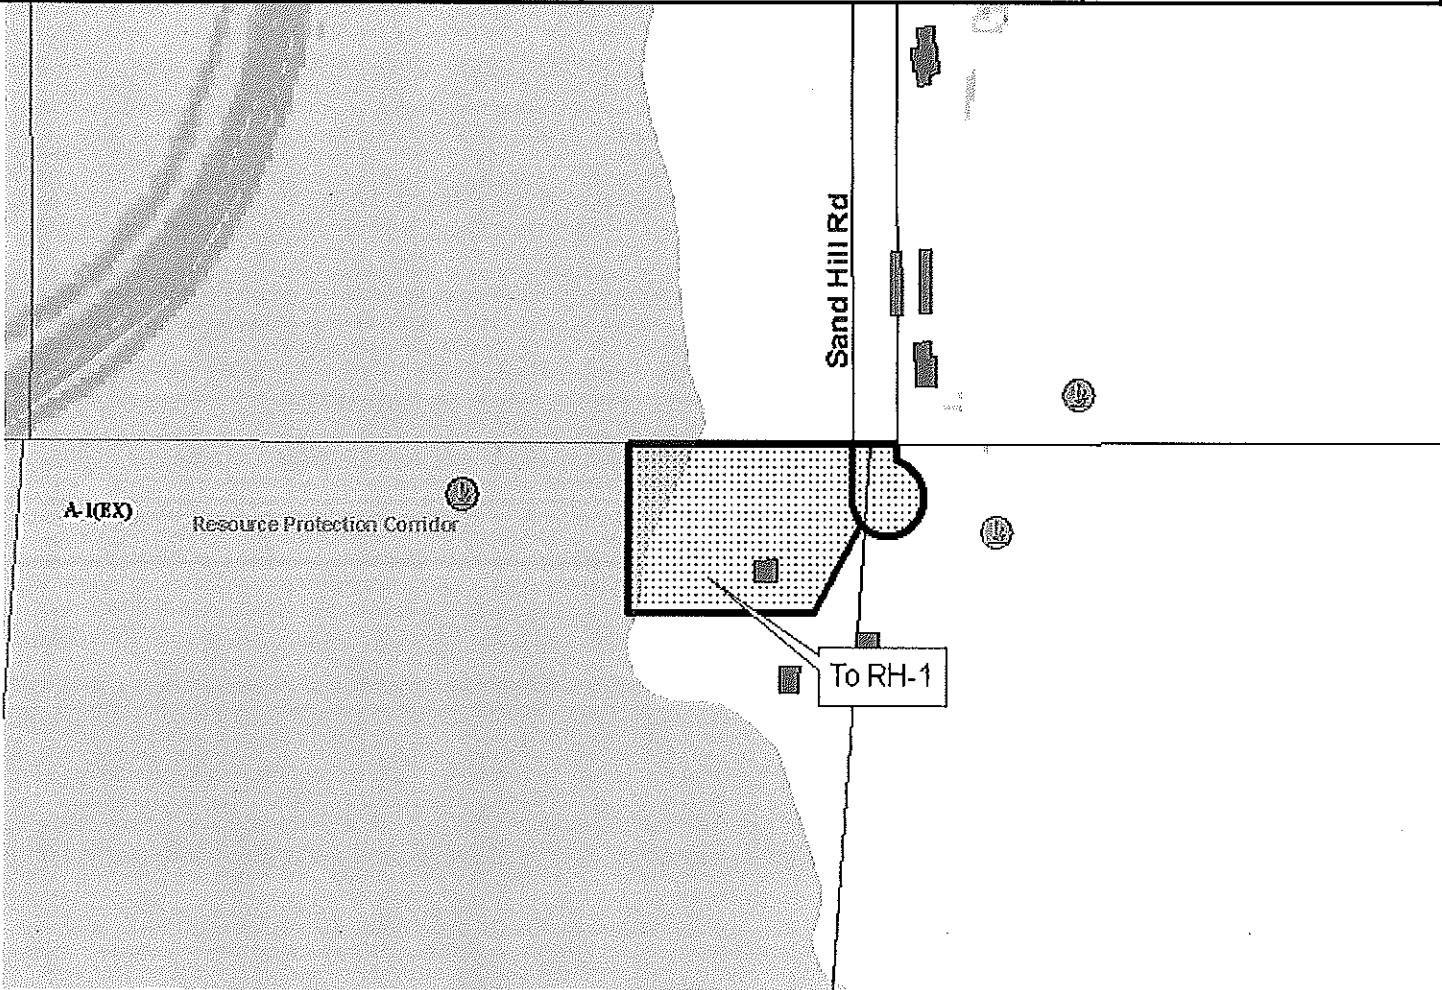 Sand Hill Rd
A-1(EX)
Resource Protection Corridor
To RH-1